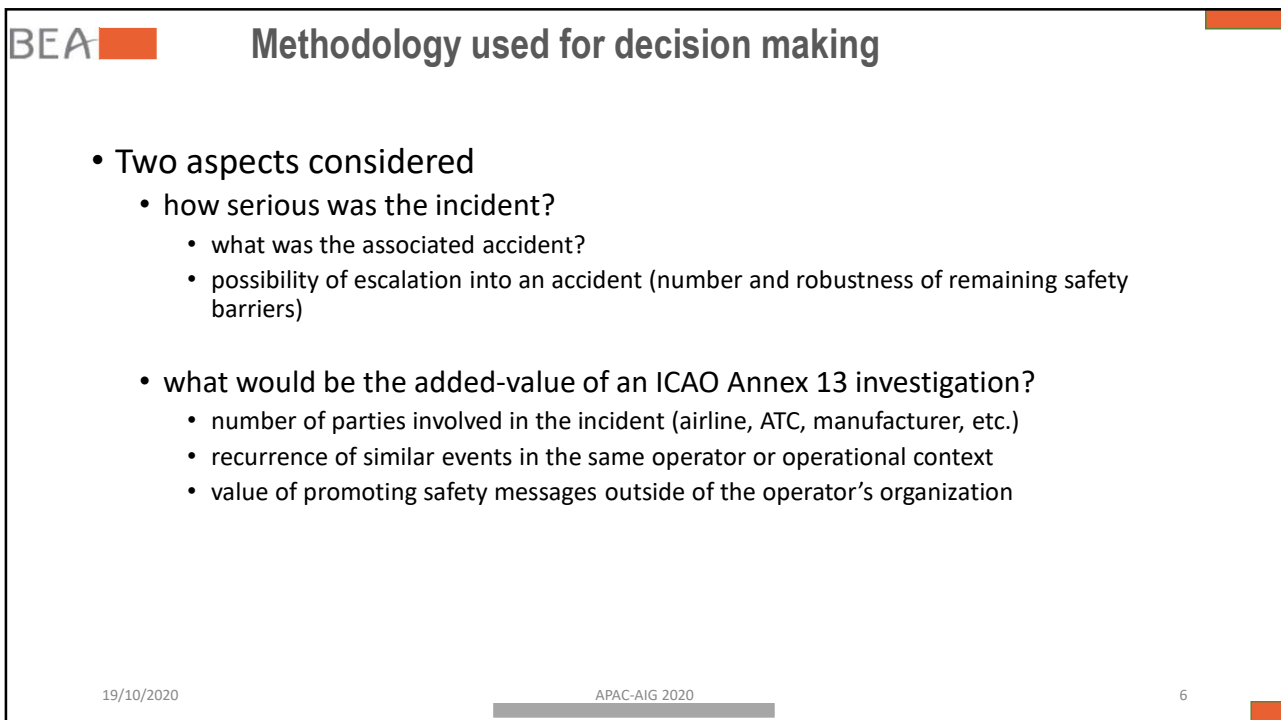 BEA
Methodology used for decision making
• Two aspects considered
• how serious was the incident?
• what was the associated accident?
• possibility of escalation into an accident (number and robustness of remaining safety
barriers)
• what would be the added-value of an ICAO Annex 13 investigation?
• number of parties involved in the incident (airline, ATC, manufacturer, etc.)
• recurrence of similar events in the same operator or operational context
• value of promoting safety messages outside of the operator’s organization
19/10/2020
APAC-AIG 2020
6